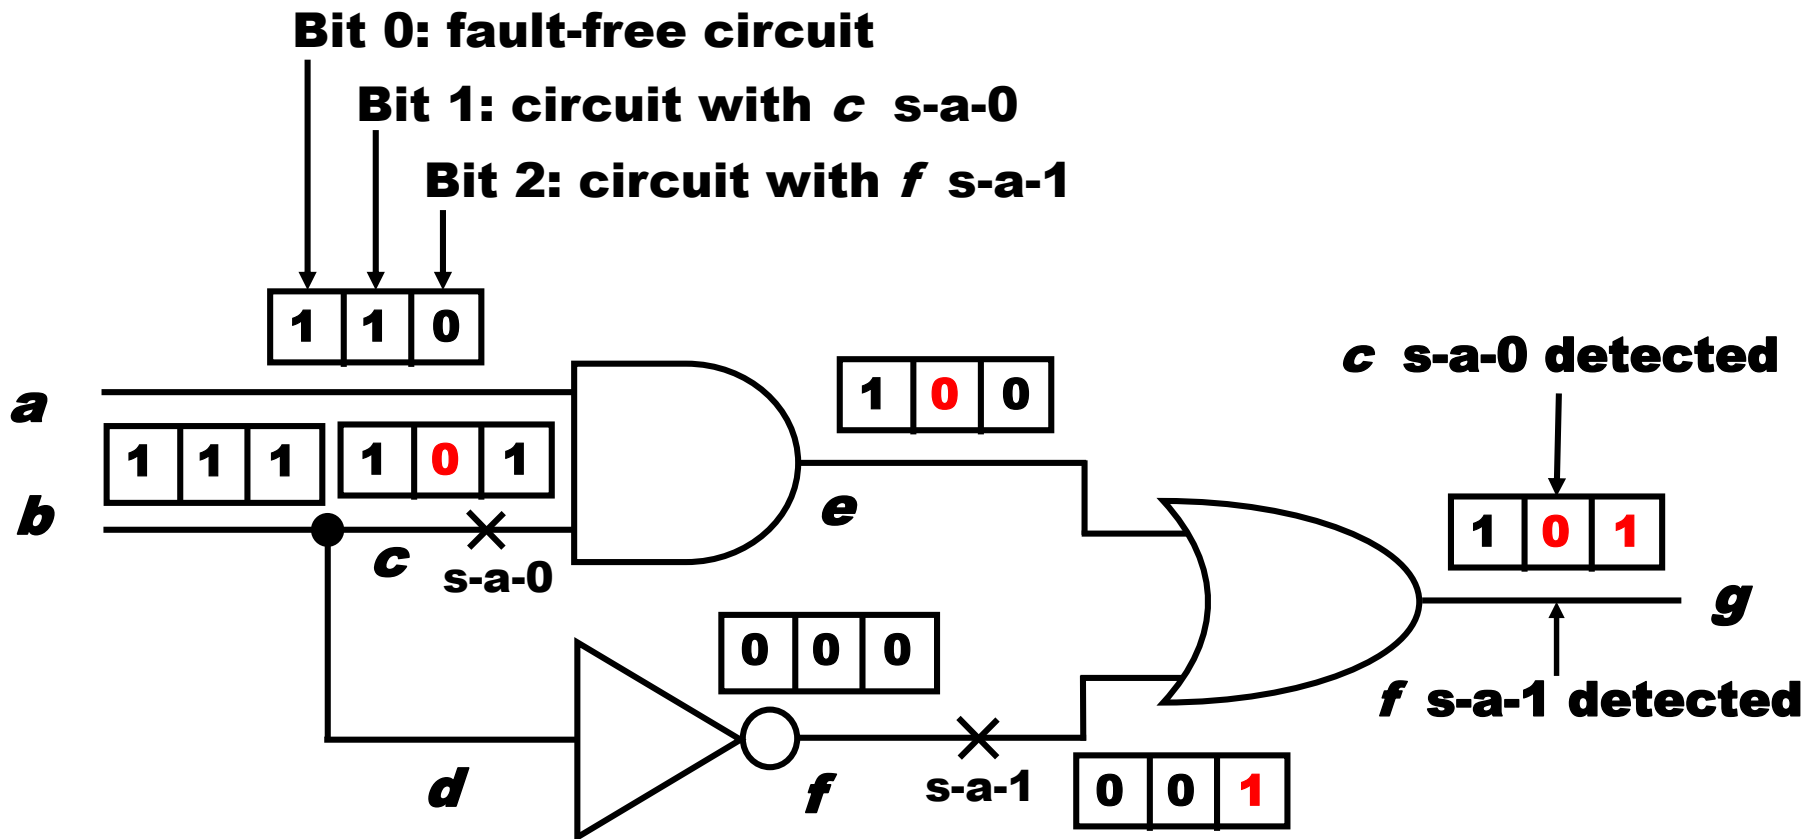 Bit 0: fault-free circuit
Bit 1: circuit with c s-a-0
Bit 2: circuit with f s-a-1
1 1 0
c s-a-0 detected
1 0 0
a
1 1 1 1 0 1
b
e
1 0 1
c
s-a-0
g
0 0 0
f s-a-1 detected
d
f
s-a-1
0 0 1